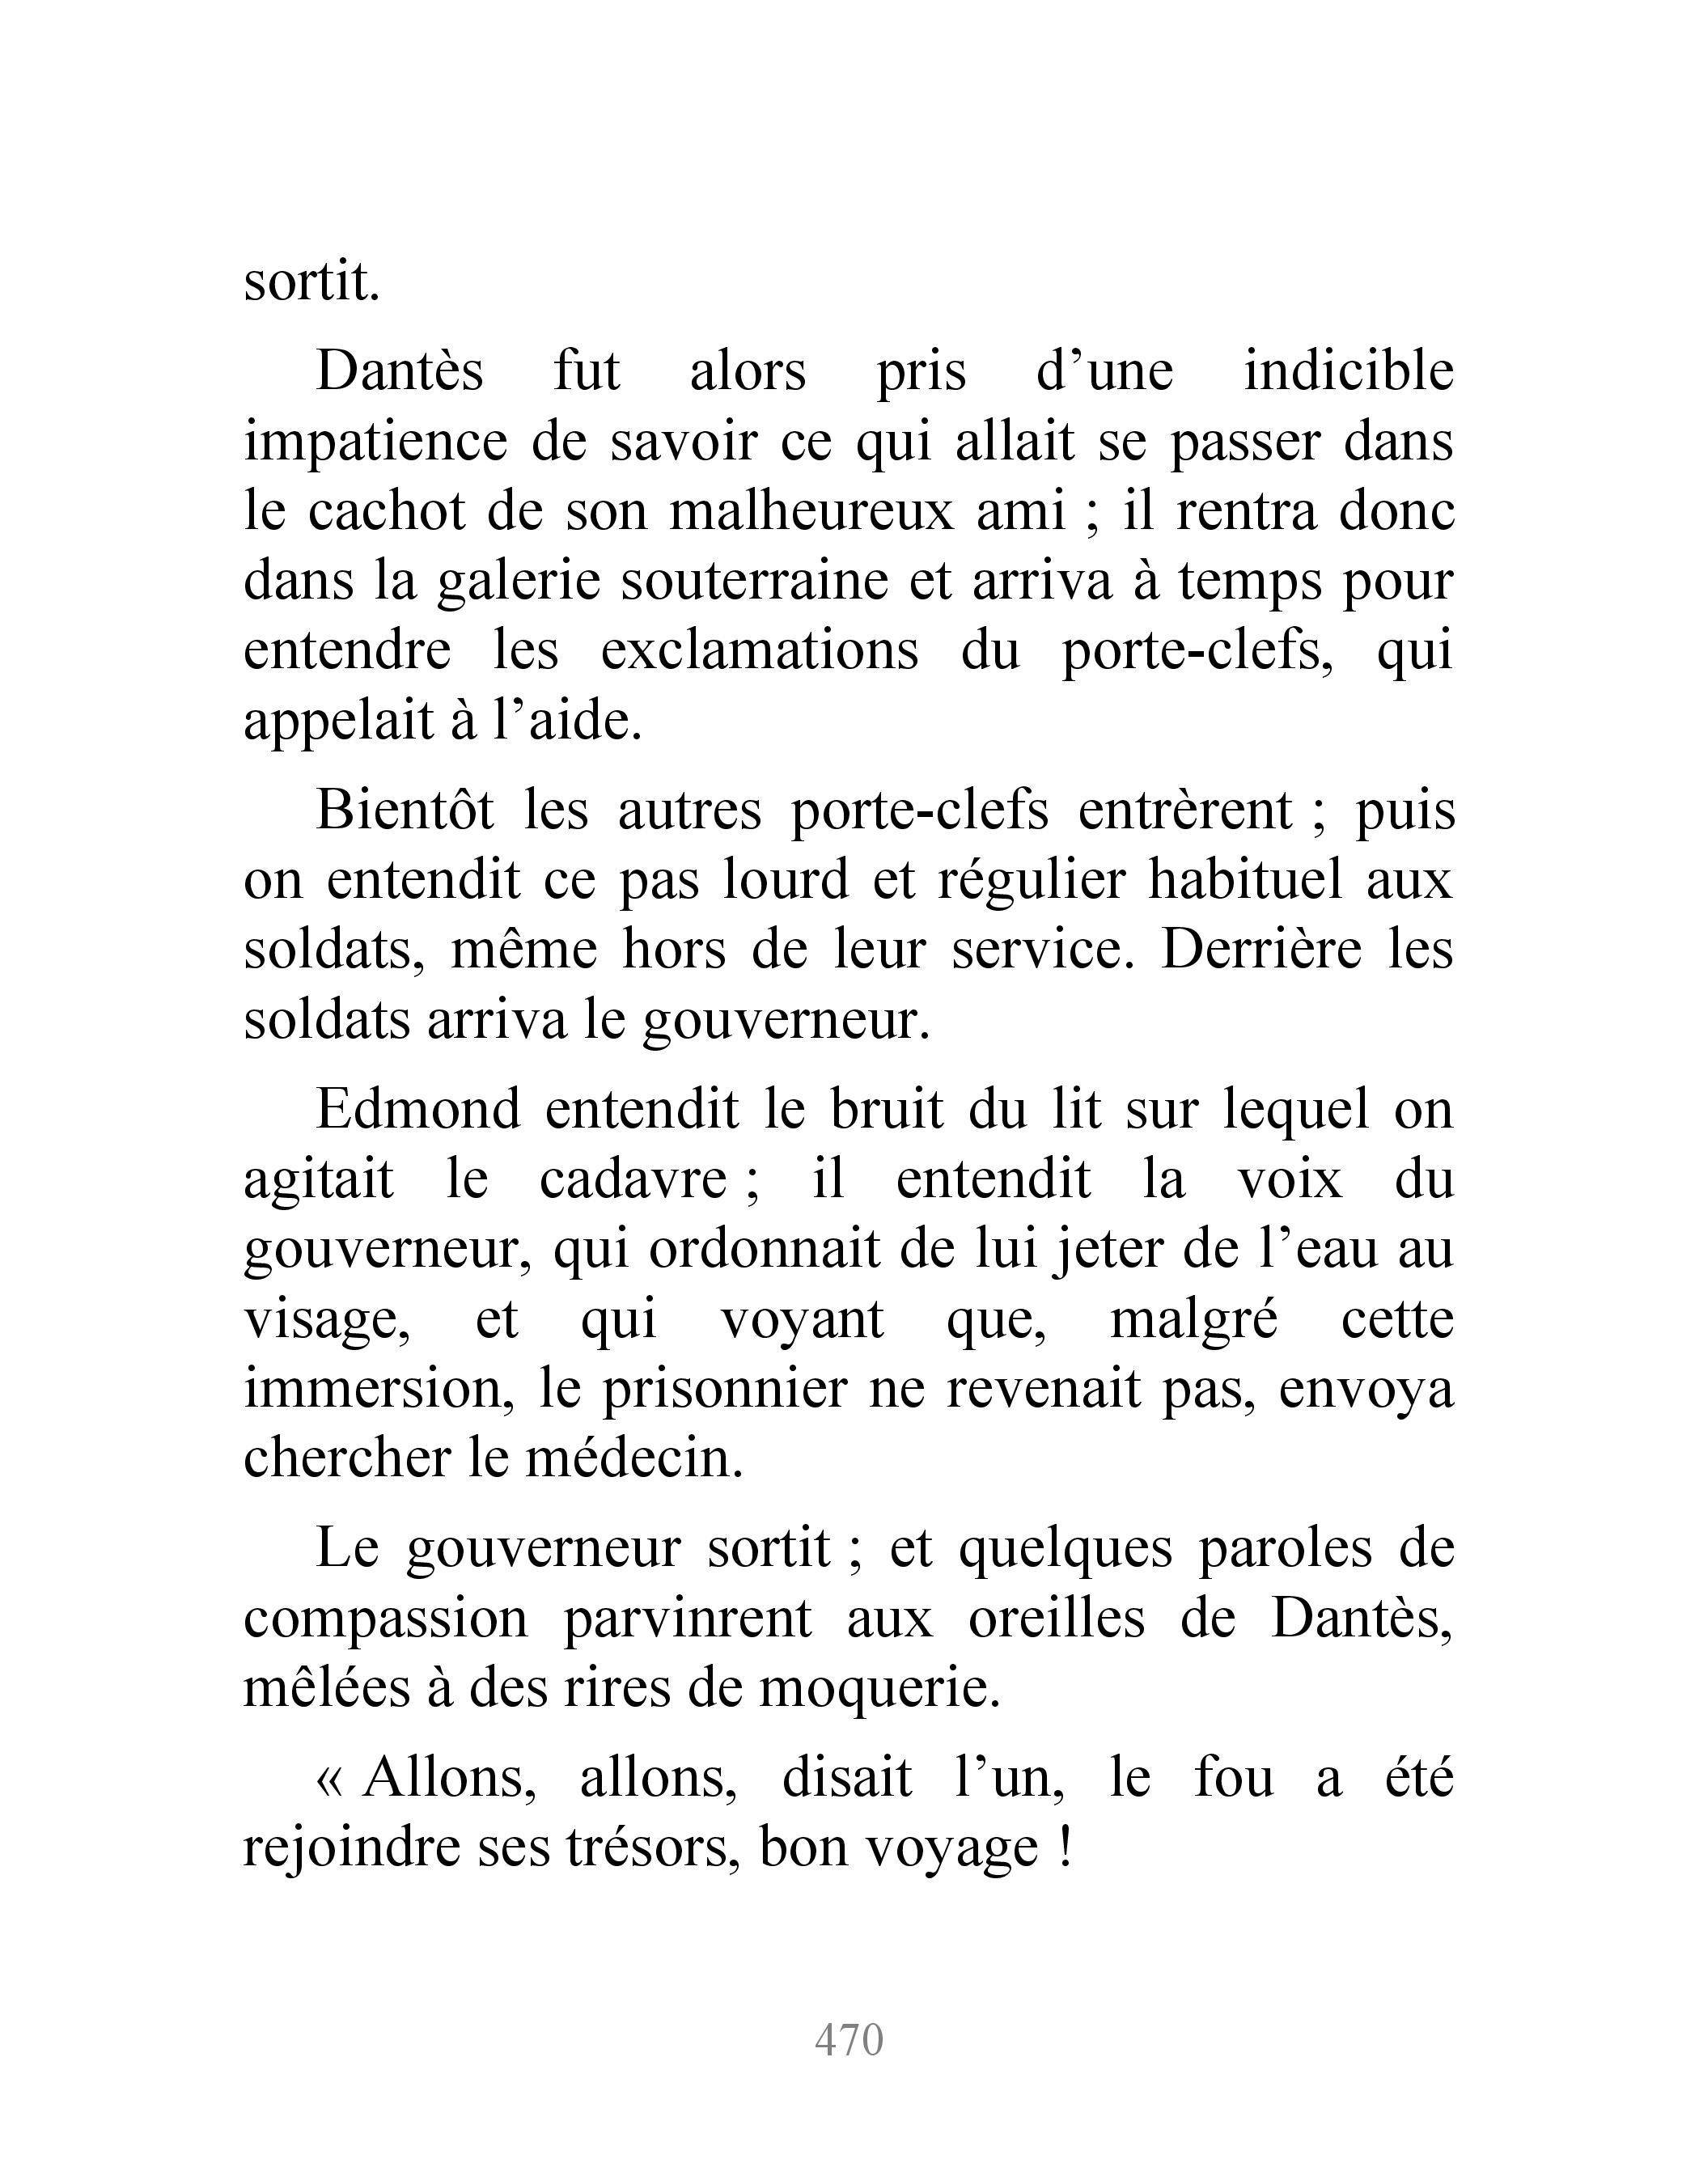 sortit.
Dantès fut alors pris d’une indicible
impatience de savoir ce qui allait se passer dans
le cachot de son malheureux ami ; il rentra donc
dans la galerie souterraine et arriva à temps pour
entendre les exclamations du porte-clefs, qui
appelait à l’aide.
Bientôt les autres porte-clefs entrèrent ; puis
on entendit ce pas lourd et régulier habituel aux
soldats, même hors de leur service. Derrière les
soldats arriva le gouverneur.
Edmond entendit le bruit du lit sur lequel on
agitait le cadavre ; il entendit la voix du
gouverneur, qui ordonnait de lui jeter de l’eau au
visage, et qui voyant que, malgré cette
immersion, le prisonnier ne revenait pas, envoya
chercher le médecin.
Le gouverneur sortit ; et quelques paroles de
compassion parvinrent aux oreilles de Dantès,
mêlées à des rires de moquerie.
« Allons, allons, disait l’un, le fou a été
rejoindre ses trésors, bon voyage !
470